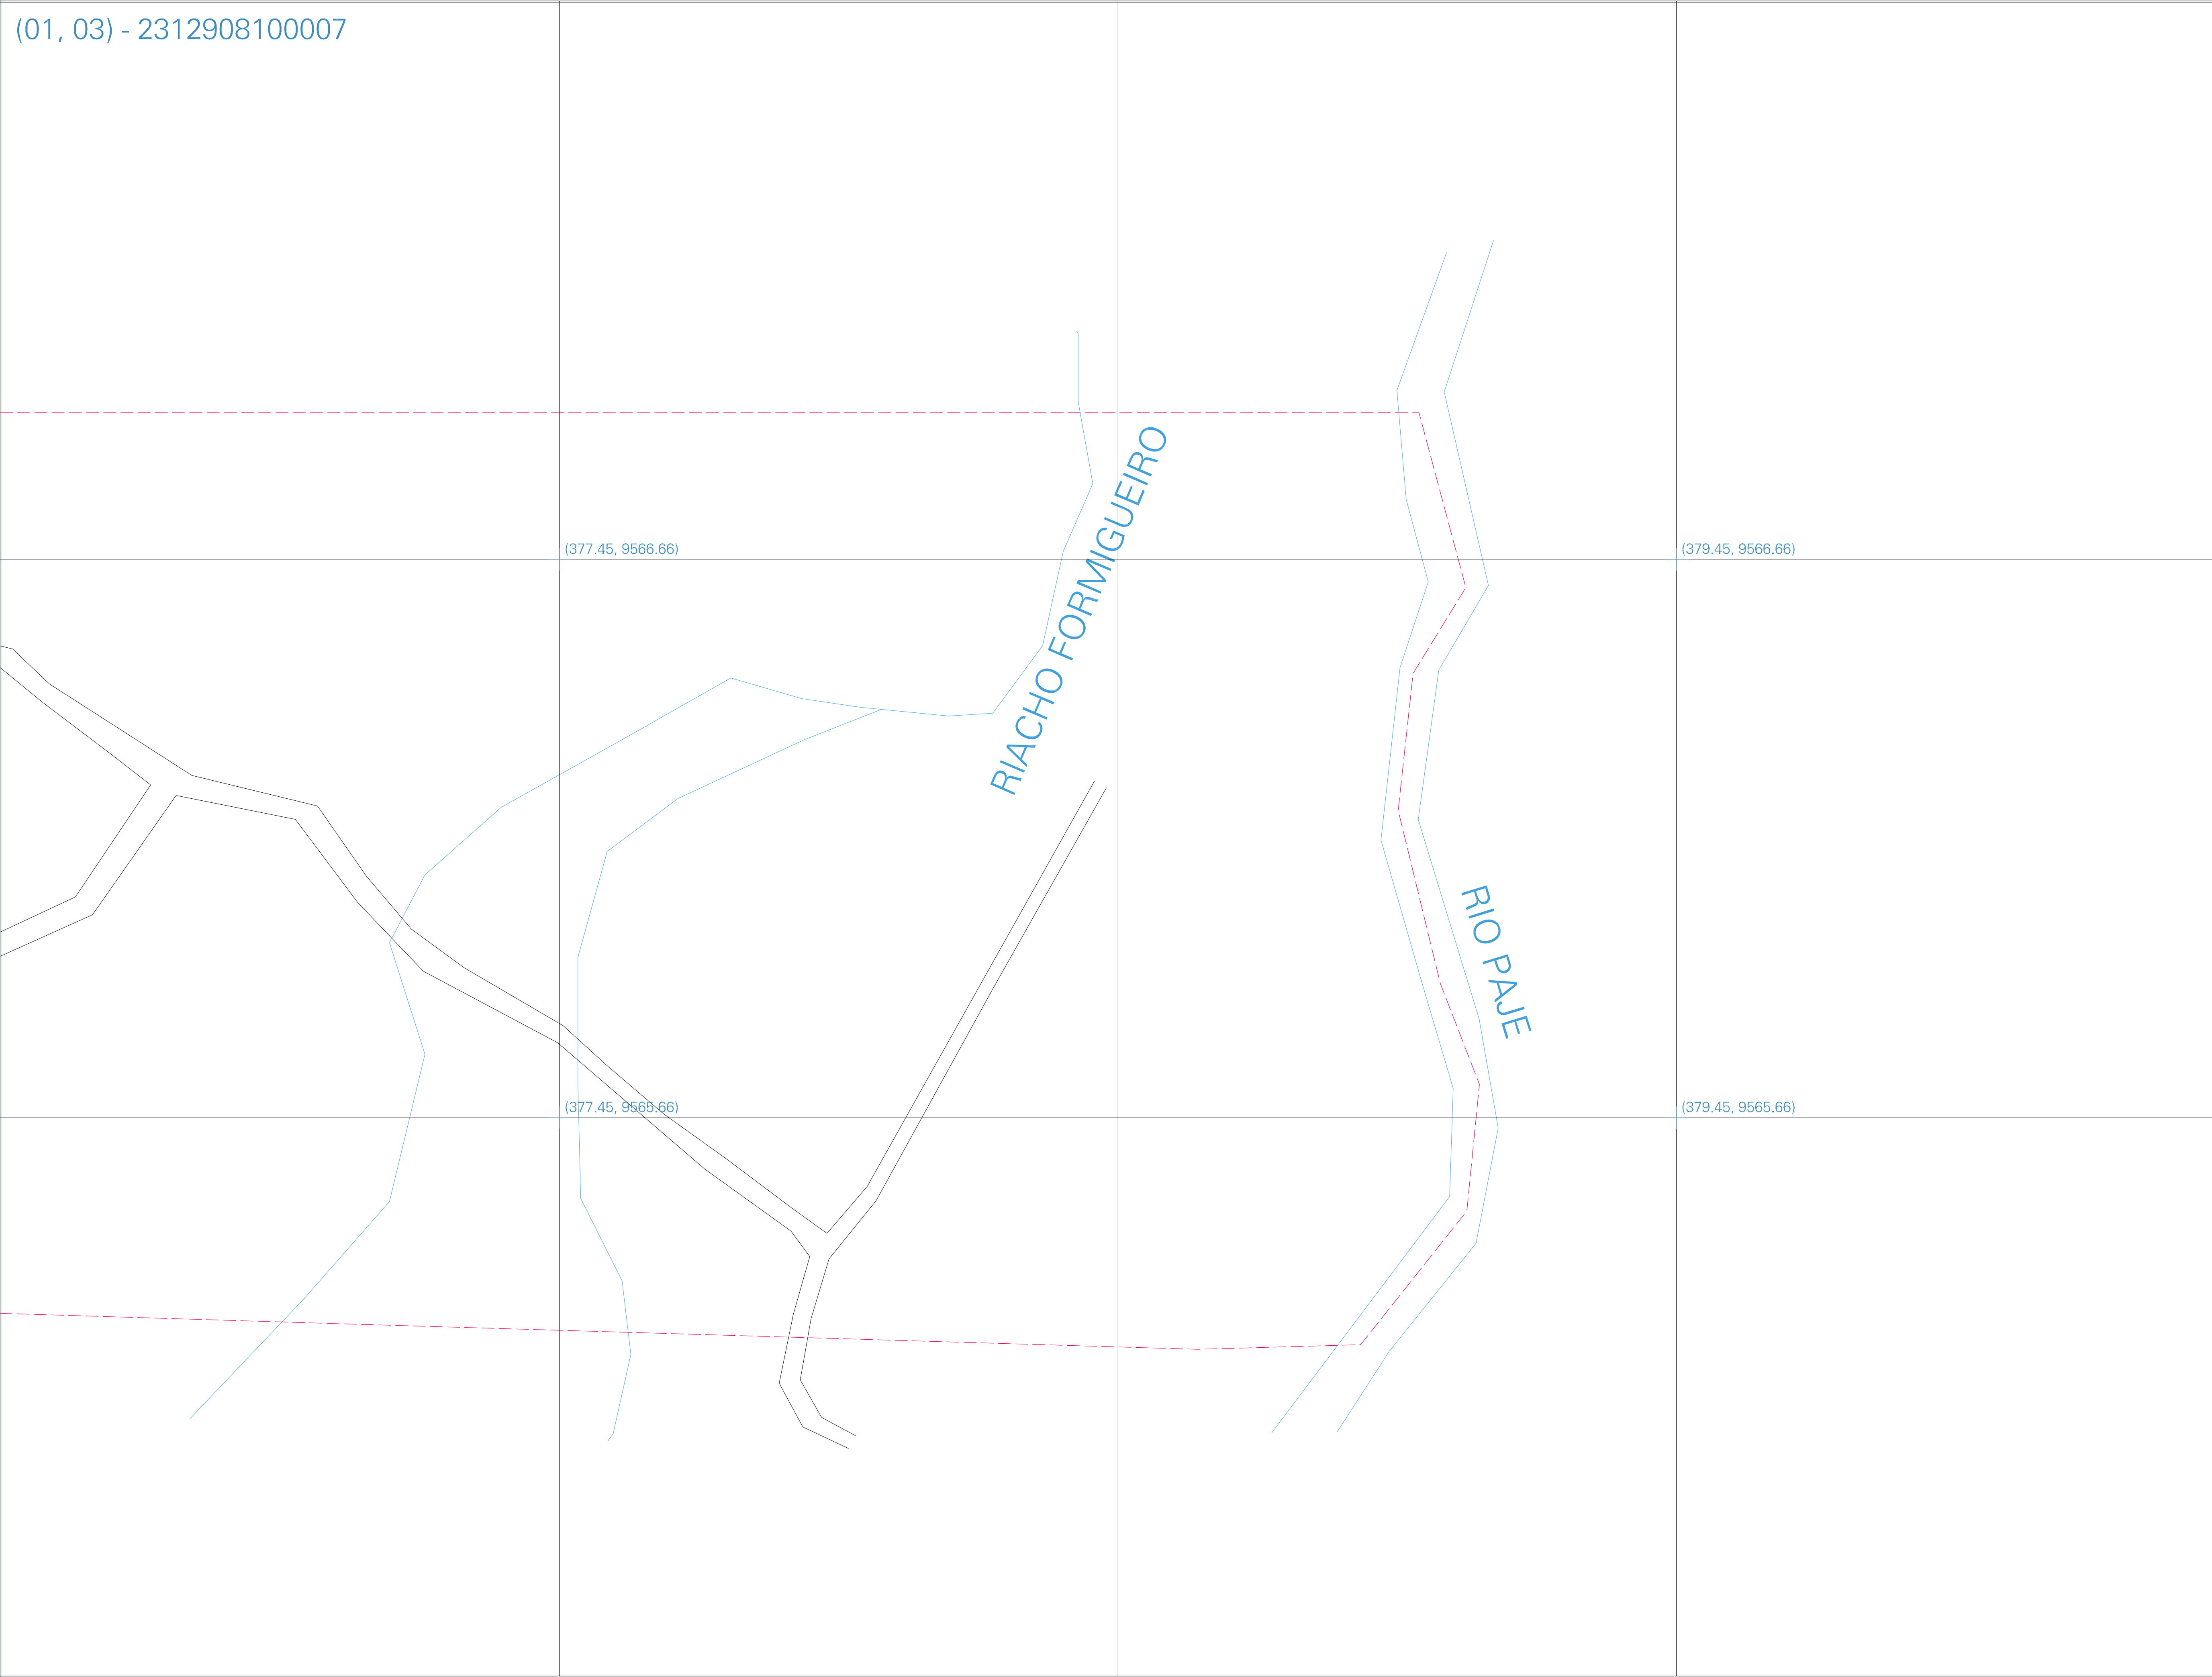 (01, 03) - 2312908100007
RIACHO FORMIGUEIRO
(377.45, 9566.66)
(379.45, 9566.66)
RIO PAJE
(377.45, 9565.66)
(379.45, 9565.66)